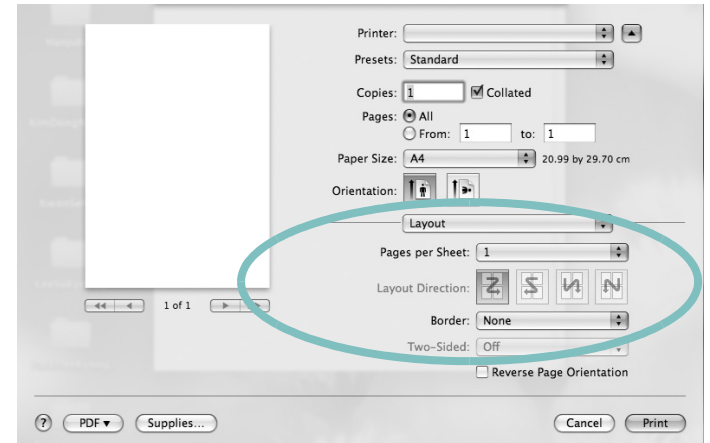 Printer:
Presets: Standard
Copies: 1 Collated
Pages: All
From: 1 to: 1
Paper Size: A4 20.99 by 29.70 cm
Orientation:
Layout
Pages per Sheet: 1
Layout Direction:
Border: None
Two-Sided: Off
Reverse Page Orientation
1 of 1
? PDF▼ Supplies... Cancel Print